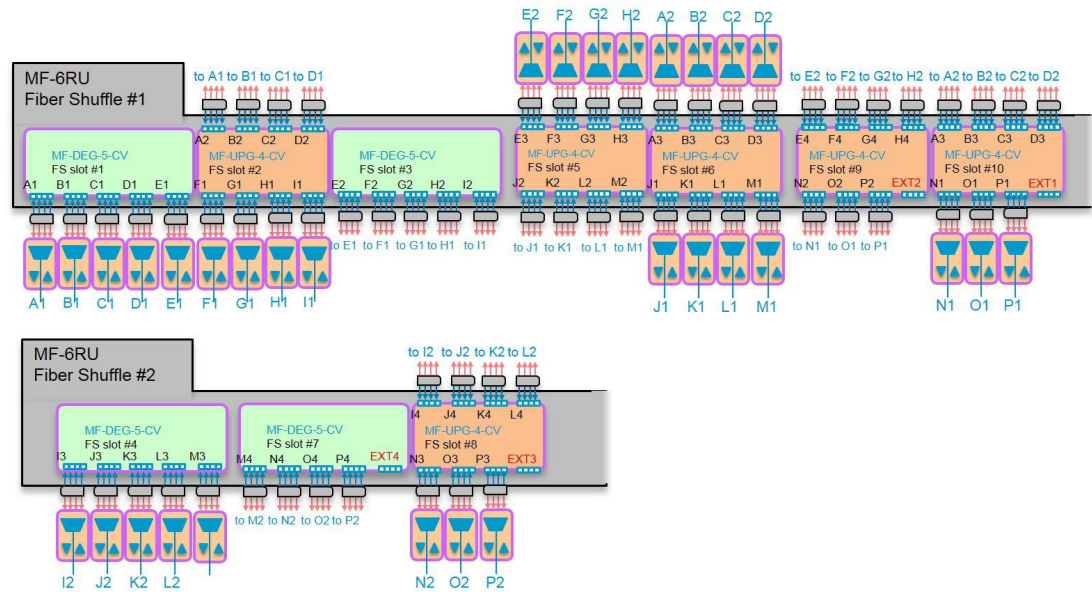 E2 F2 G2 H2 A2 B2 C2 D2
MF-6RU
Fiber Shuffle #1
to A1 to B1 to C1 to D1
to E2 to F2 to G2 to H2 to A2 to B2 to C2 to D2
A2 B2 C2 D2
E3 F3 G3 H3
A3 B3 C3 D3
E4 F4 G4 H4
A3 B3 C3 D3
MF-DEG-5-CV
FS slot #1
MF-UPG-4-CV
FS slot #2
MF-DEG-5-CV
FS slot #3
MF-UPG-4-CV
FS slot #5
MF-UPG-4-CV
FS slot #6
MF-UPG-4-CV
FS slot #9
MF-UPG-4-CV
FS slot #10
A1 B1 C1 D1 E1
F1 G1 H1 I1
E2 F2 G2 H2 I2
J2 K2 L2 M2
J1 K1 L1 M1
N2 O2 P2 EXT2
N1 O1 P1 EXT1
to E1 to F1 to G1 to H1 to I1
to J1 to K1 to L1 to M1
to N1 to O1 to P1
A1 B1 C1 D1 E1 F1 G1 H1 I1
J1 K1 L1 M1
N1 O1 P1
MF-6RU
Fiber Shuffle #2
to I2 to J2 to K2 to L2
I4 J4 K4 L4
MF-DEG-5-CV
FS slot #4
MF-DEG-5-CV
FS slot #7
MF-UPG-4-CV
FS slot #8
I3 J3 K3 L3 M3
M4 N4 O4 P4 EXT4
N3 O3 P3 EXT3
to M2 to N2 to O2 to P2
I2 J2 K2 L2
N2 O2 P2